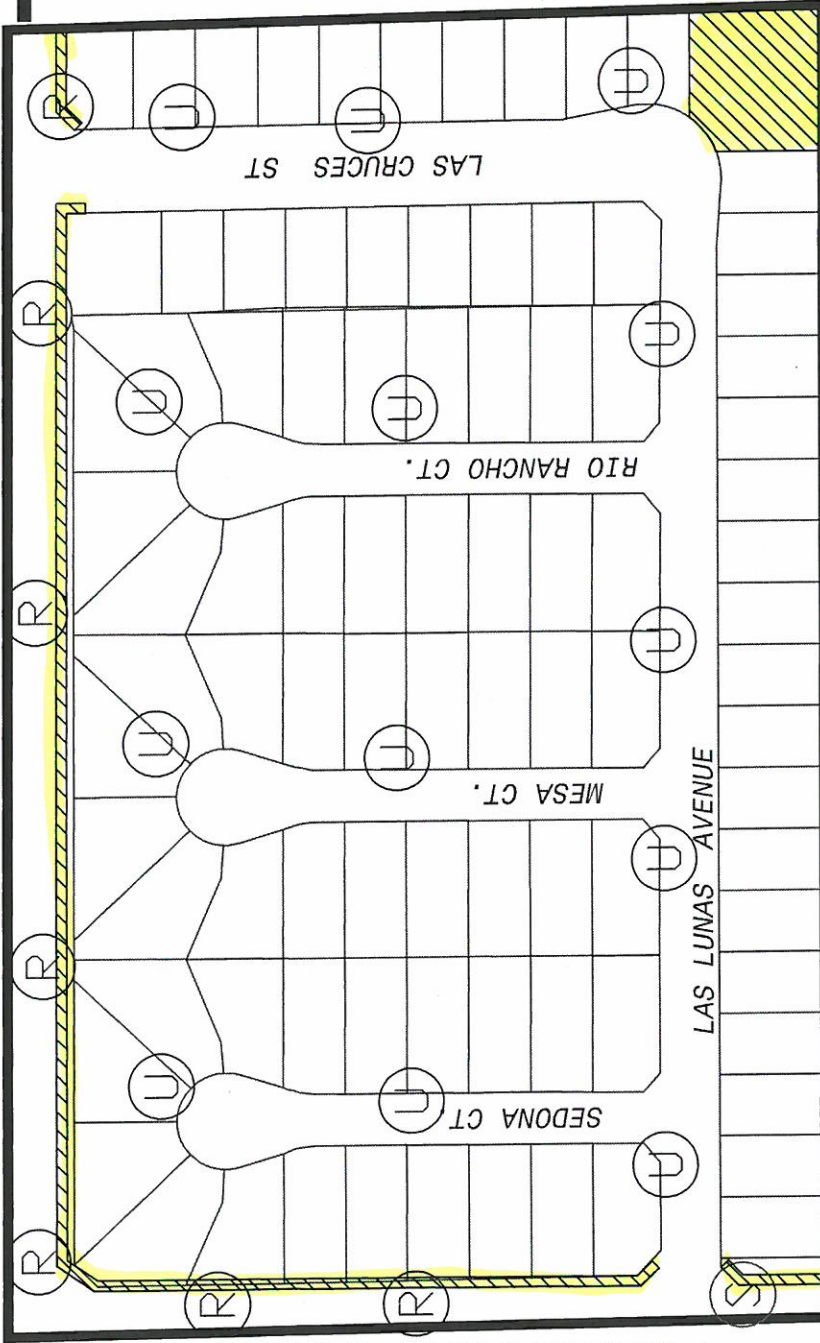 R
U
U
U
LAS CRUCES ST
R
U
U
U
RIO RANCHO CT.
R
U
U
U
MESA CT.
U
LAS LUNAS AVENUE
R
U
U
SEDONA CT.
U
R
R
R
S